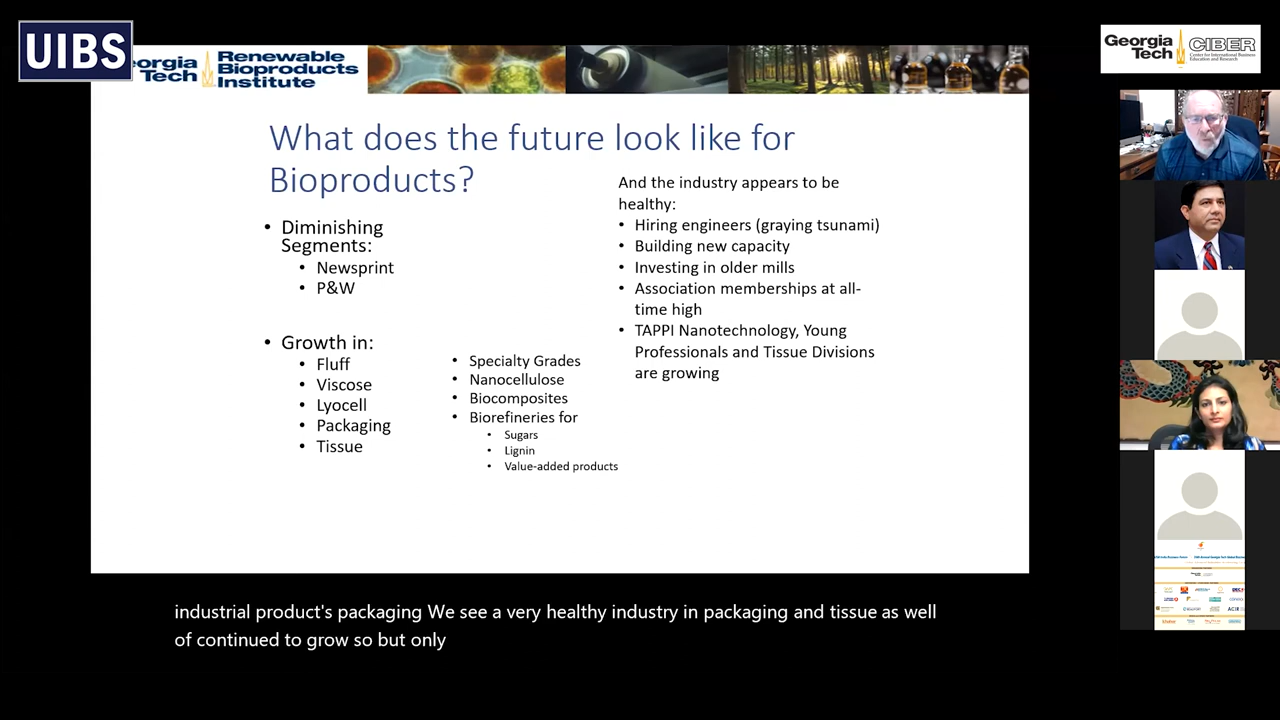 UIBS
Georgia
Tech
Renewable
Bioproducts
Institute
Georgia
Tech
CIBER
Center for International Business
Education and Research
What does the future look like for
Bioproducts?
• Diminishing
Segments:
• Newsprint
• P&W
• Growth in:
• Fluff
• Viscose
• Lyocell
• Packaging
• Tissue
• Specialty Grades
• Nanocellulose
• Biocomposites
• Biorefineries for
• Sugars
• Lignin
• Value-added products
And the industry appears to be
healthy:
• Hiring engineers (graying tsunami)
• Building new capacity
• Investing in older mills
• Association memberships at all-
time high
• TAPPI Nanotechnology, Young
Professionals and Tissue Divisions
are growing
industrial product's packaging We see a very healthy industry in packaging and tissue as well
of continued to grow so but only